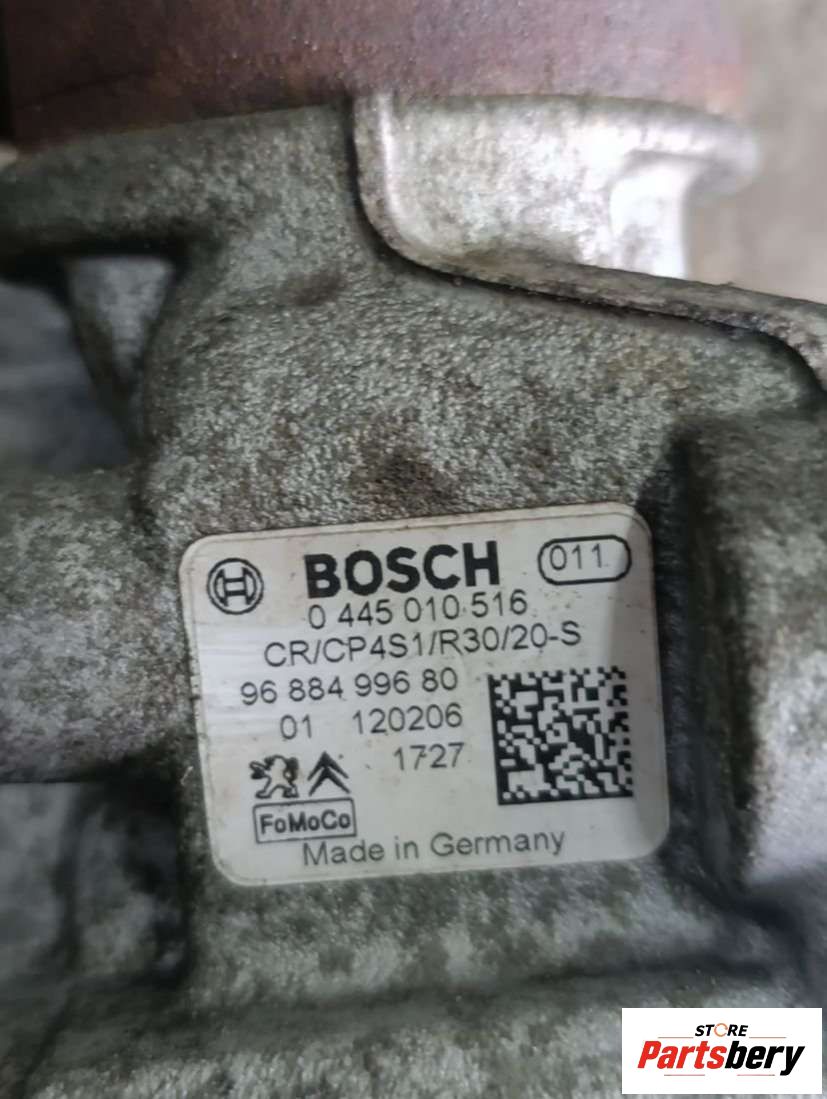 BOSCH 011
0 445 010 516
CR/CP4S1/R30/20-S
96 884 996 80
01 120206
1727
FoMoCo
Made in Germany
STORE
Partsbery